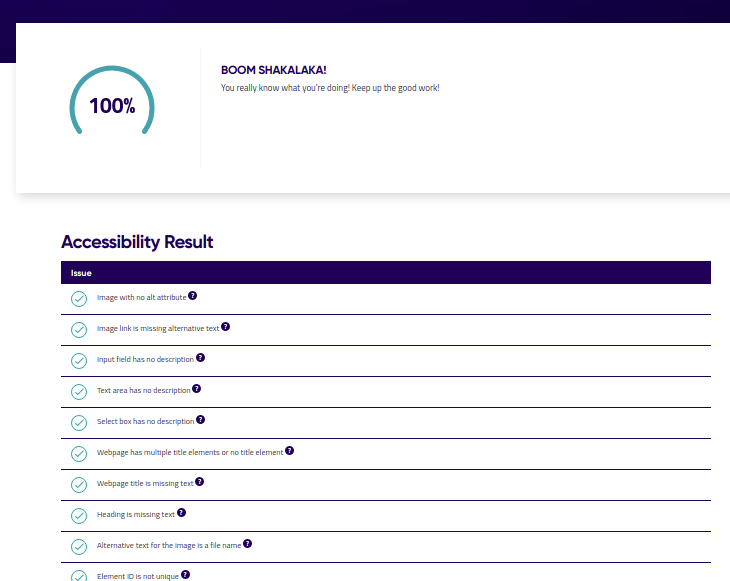 100%
BOOM SHAKALAKA!
You really know what you're doing! Keep up the good work!
Accessibility Result
Issue
Image with no alt attribute ?
Image link is missing alternative text ?
Input field has no description ?
Text area has no description ?
Select box has no description ?
Webpage has multiple title elements or no title element ?
Webpage title is missing text ?
Heading is missing text ?
Alternative text for the image is a file name ?
Element ID is not unique ?